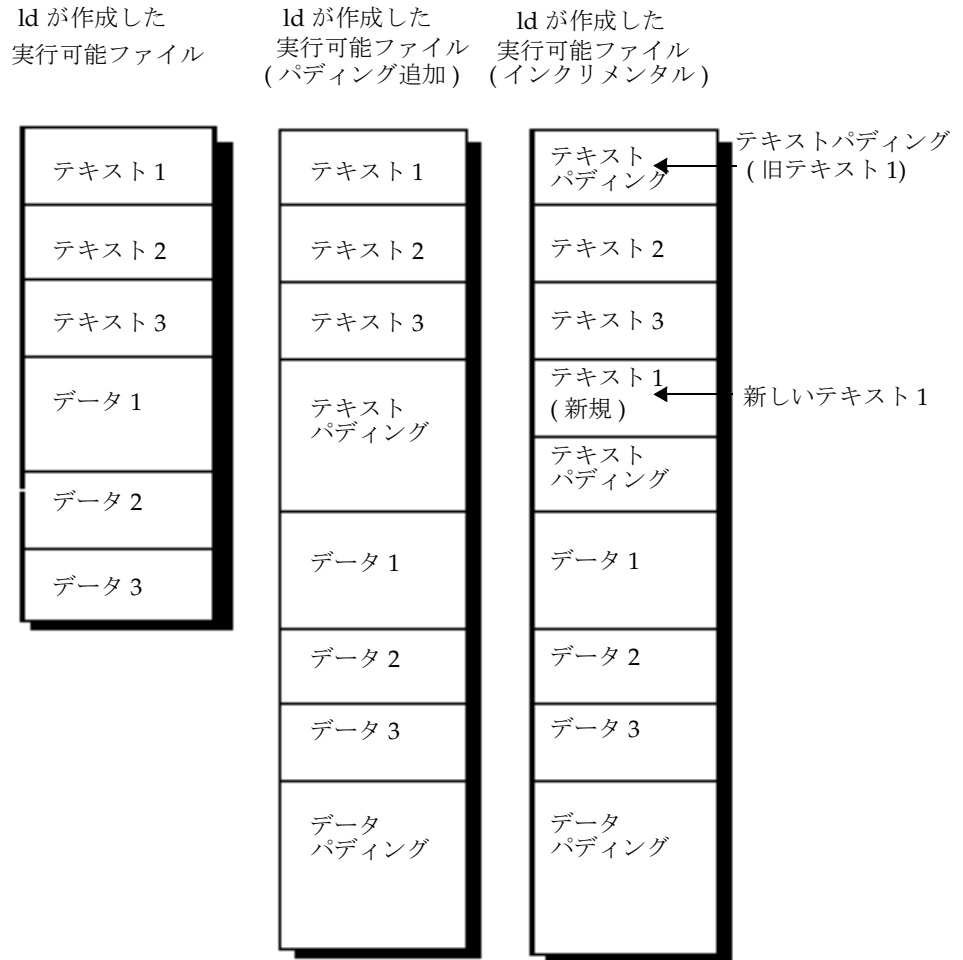 ld が作成した
実行可能ファイル
ld が作成した
実行可能ファイル
( パディング追加 )
ld が作成した
実行可能ファイル
( インクリメンタル )
テキスト 1
テキスト 2
テキスト 3
データ 1
データ 2
データ 3
テキスト 1
テキスト 2
テキスト 3
テキスト
パディング
データ 1
データ 2
データ 3
データ
パディング
テキスト
パディング
テキスト 2
テキスト 3
テキスト 1
( 新規 )
テキスト
パディング
データ 1
データ 2
データ 3
データ
パディング
テキストパディング
( 旧テキスト 1)
新しいテキスト 1